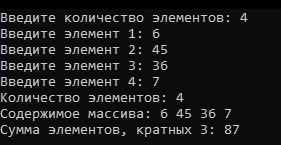 Введите количество элементов: 4
Введите элемент 1: 6
Введите элемент 2: 45
Введите элемент 3: 36
Введите элемент 4: 7
Количество элементов: 4
Содержимое массива: 6 45 36 7
Сумма элементов, кратных 3: 87